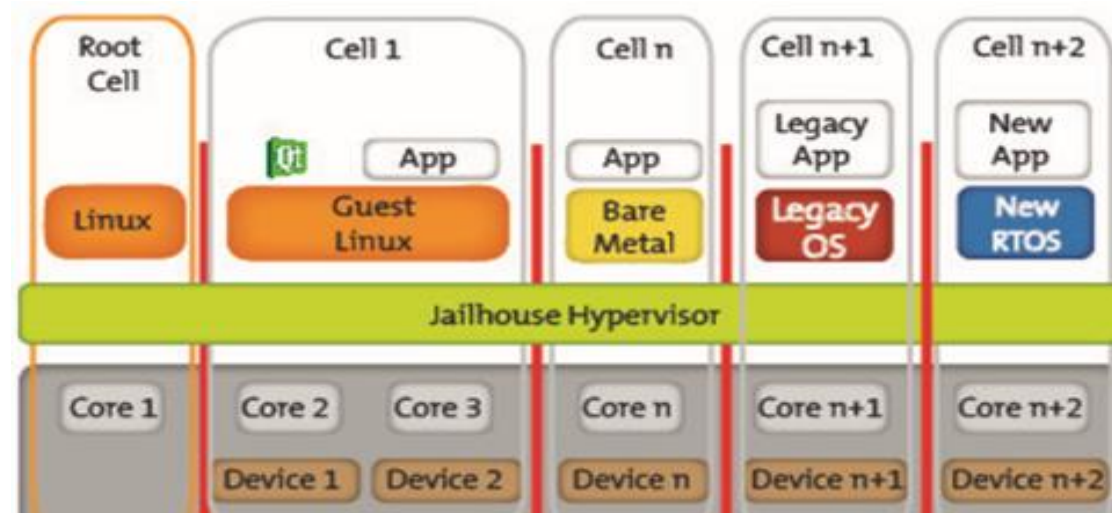 Root
Cell
Cell 1
Cell n
Cell n+1
Cell n+2
Qt
App
App
Legacy
App
New
App
Linux
Guest
Linux
Bare
Metal
Legacy
OS
New
RTOS
Jailhouse Hypervisor
Core 1
Core 2
Core 3
Core n
Core n+1
Core n+2
Device 1
Device 2
Device n
Device n+1
Device n+2